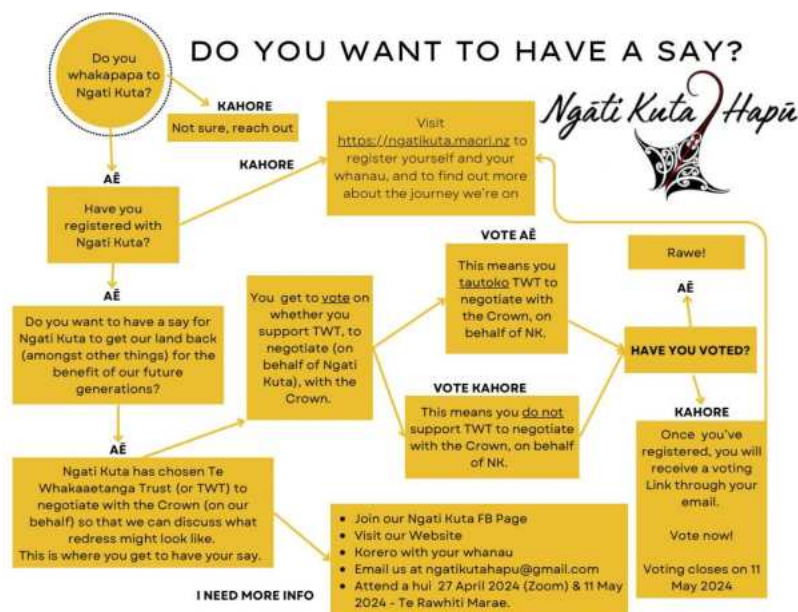 DO YOU WANT TO HAVE A SAY?
Ngāti Kuta Hapū
Do you
whakapapa to
Ngati Kuta?
KAHORE
Not sure, reach out
AĒ
KAHORE
Visit
https://ngatikuta.maori.nz to
register yourself and your
whanau, and to find out more
about the journey we're on
Have you
registered with
Ngati Kuta?
AĒ
Do you want to have a say for
Ngati Kuta to get our land back
(amongst other things) for the
benefit of our future
generations?
AĒ
Ngati Kuta has chosen Te
Whakaaetanga Trust (or TWT) to
negotiate with the Crown (on our
behalf) so that we can discuss what
redress might look like.
This is where you get to have your say.
You get to vote on
whether you
support TWT, to
negotiate (on
behalf of Ngati
Kuta), with the
Crown.
VOTE AĒ
This means you
tautoko TWT to
negotiate with
the Crown, on
behalf of NK.
VOTE KAHORE
This means you do not
support TWT to negotiate
with the Crown, on behalf
of NK.
HAVE YOU VOTED?
AĒ
Rawe!
KAHORE
Once you've
registered, you will
receive a voting
Link through your
email.
Vote now!
Voting closes on 11
May 2024
I NEED MORE INFO
• Join our Ngati Kuta FB Page
• Visit our Website
• Korero with your whanau
• Email us at ngatikutahapu@gmail.com
• Attend a hui 27 April 2024 (Zoom) & 11 May
2024 - Te Rawhiti Marae.